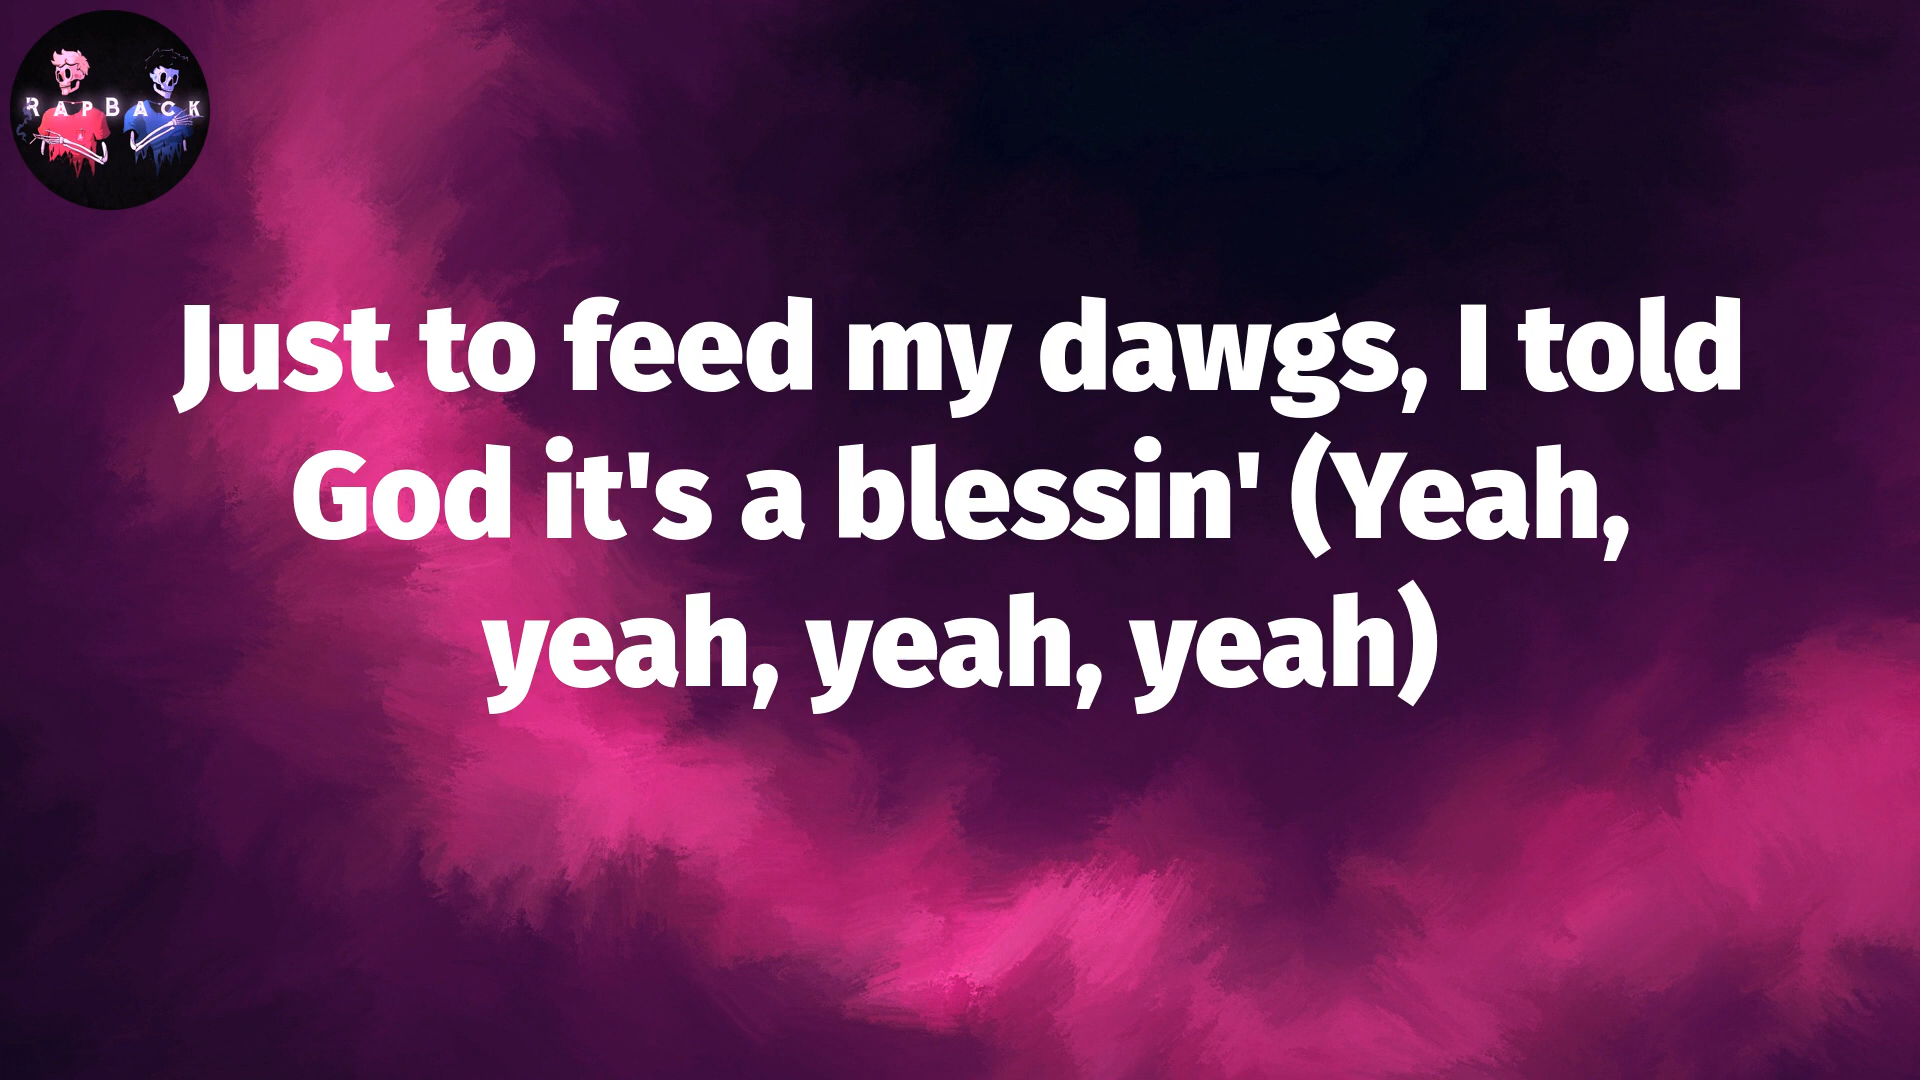 RAPBACK
Just to feed my dawgs, I told
God it's a blessin' (Yeah,
yeah, yeah, yeah)